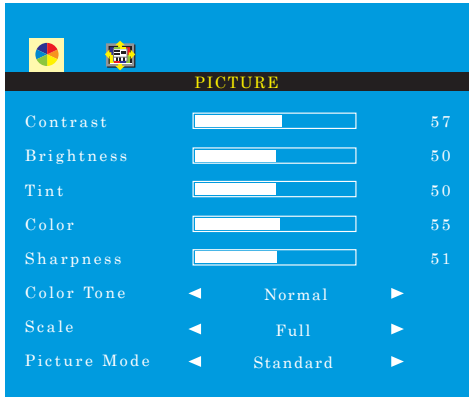 PICTURE
Contrast 57
Brightness 50
Tint 50
Color 55
Sharpness 51
Color Tone Normal
Scale Full
Picture Mode Standard